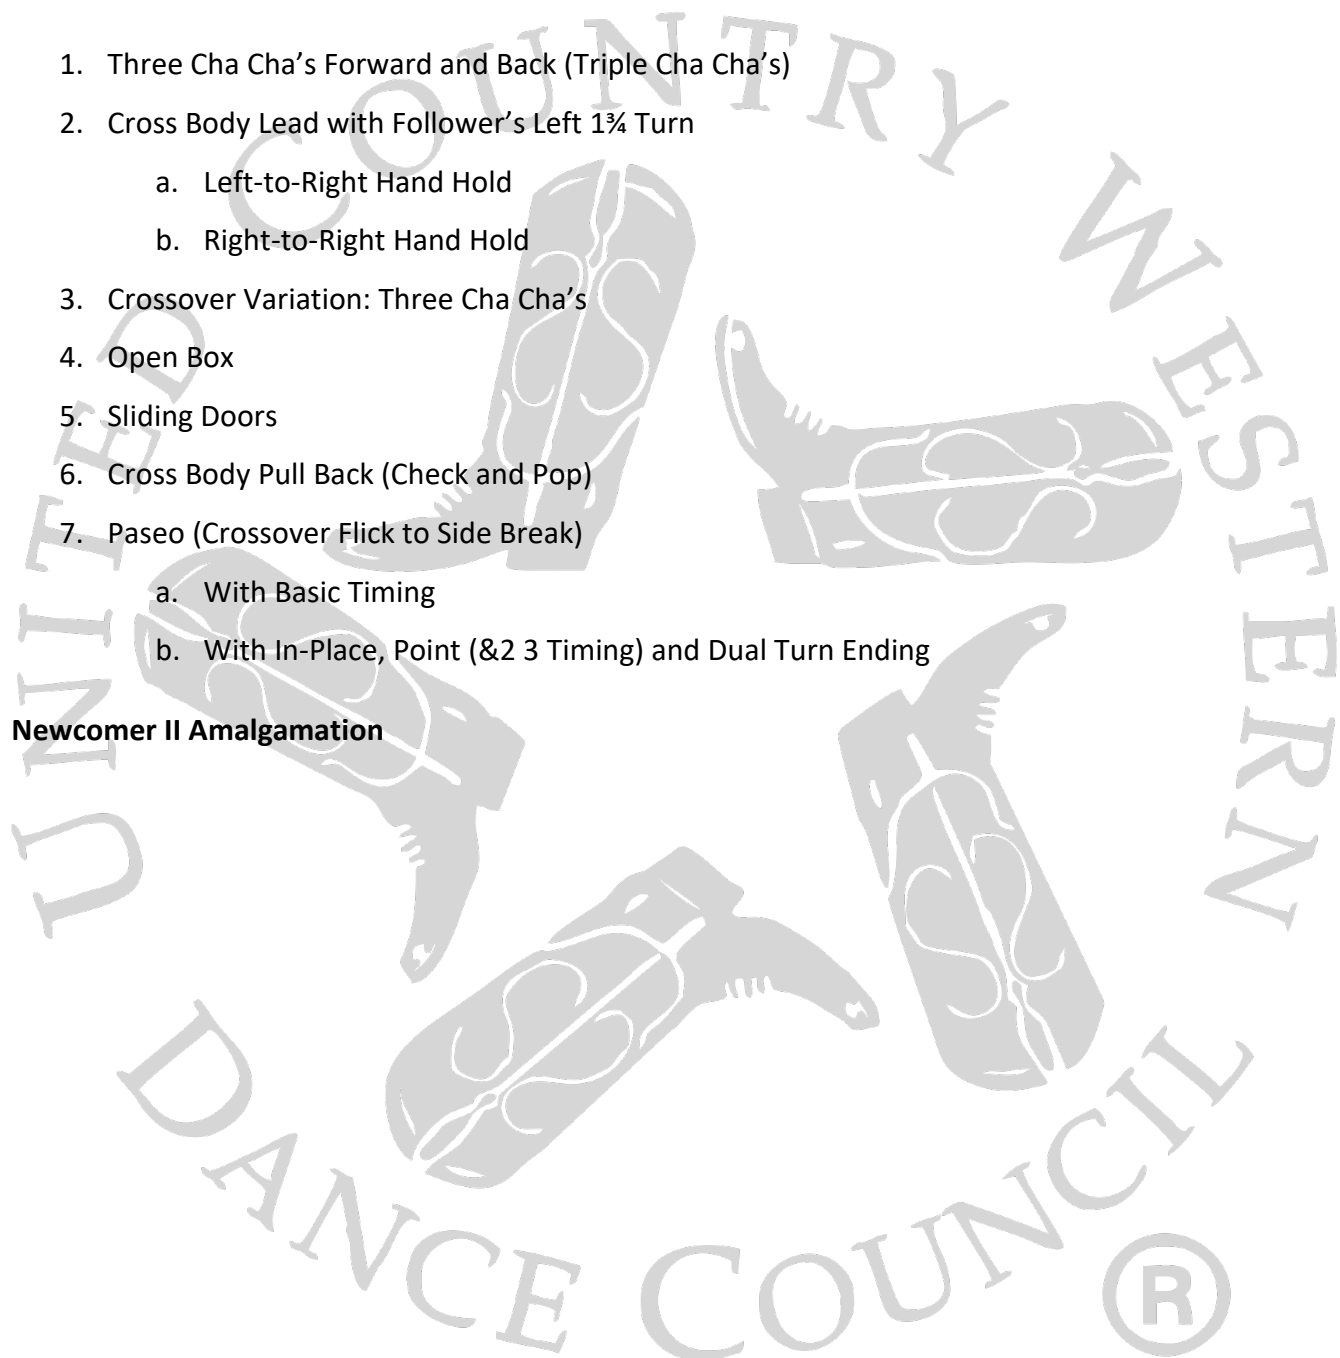 1. Three Cha Cha’s Forward and Back (Triple Cha Cha’s)
2. Cross Body Lead with Follower’s Left 1¾ Turn
a. Left-to-Right Hand Hold
b. Right-to-Right Hand Hold
3. Crossover Variation: Three Cha Cha’s
4. Open Box
5. Sliding Doors
6. Cross Body Pull Back (Check and Pop)
7. Paseo (Crossover Flick to Side Break)
a. With Basic Timing
b. With In-Place, Point (&2 3 Timing) and Dual Turn Ending
Newcomer II Amalgamation
UNITED COUNTRY WESTERN
DANCE COUNCIL ®